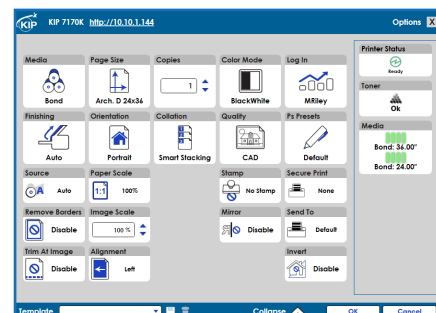 KIP KIP 7170K http://10.10.1.144 Options X
Printer Status
Ready
Toner
Ok
Media
Bond: 36.00"
Bond: 24.00"
Media Page Size Copies Color Mode Log In
1
Bond Arch. D 24x36 BlackWhite MRiley
Finishing Orientation Collation Quality Ps Presets
Auto Portrait Smart Stacking CAD Default
Source Paper Scale Stamp Secure Print
A Auto 1:1 100% No Stamp None
Remove Borders Image Scale Mirror Send To
Disable 100 % Disable Default
Trim At Image Alignment Invert
Disable Left Disable
Template Collapse OK Cancel